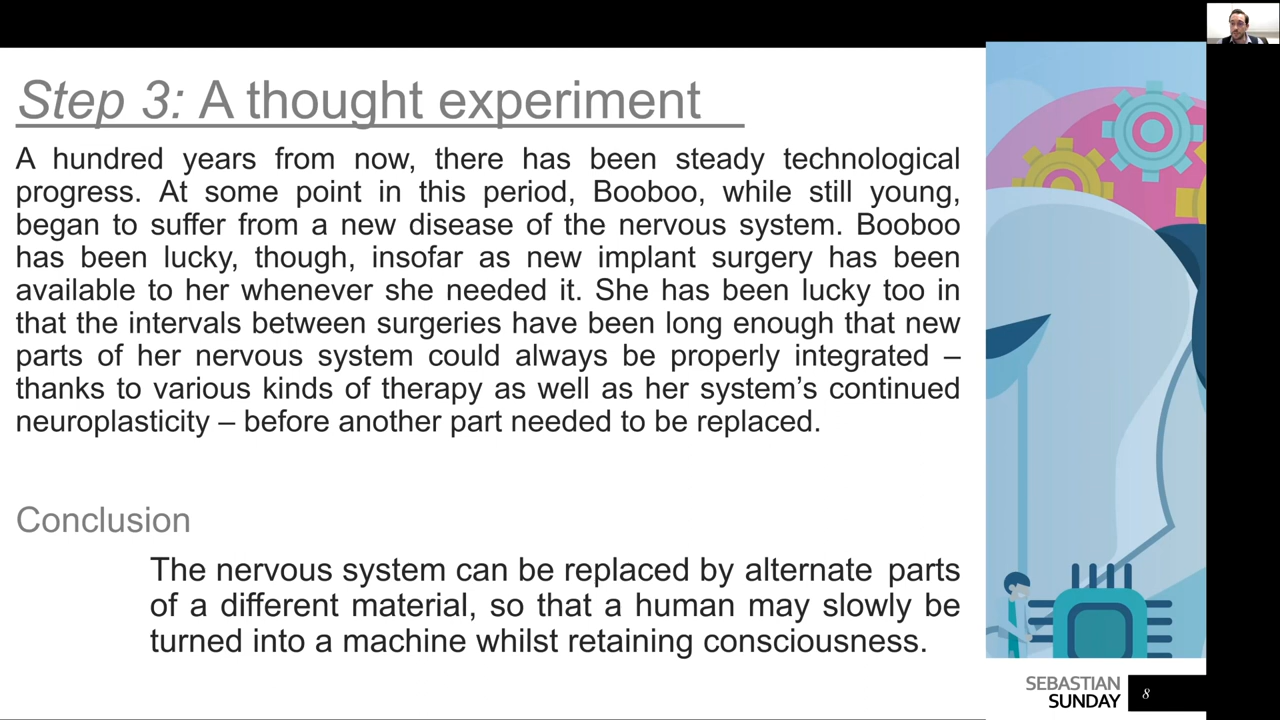 Step 3: A thought experiment
A hundred years from now, there has been steady technological
progress. At some point in this period, Booboo, while still young,
began to suffer from a new disease of the nervous system. Booboo
has been lucky, though, insofar as new implant surgery has been
available to her whenever she needed it. She has been lucky too in
that the intervals between surgeries have been long enough that new
parts of her nervous system could always be properly integrated –
thanks to various kinds of therapy as well as her system’s continued
neuroplasticity – before another part needed to be replaced.
Conclusion
The nervous system can be replaced by alternate parts
of a different material, so that a human may slowly be
turned into a machine whilst retaining consciousness.
SEBASTIAN
SUNDAY
8